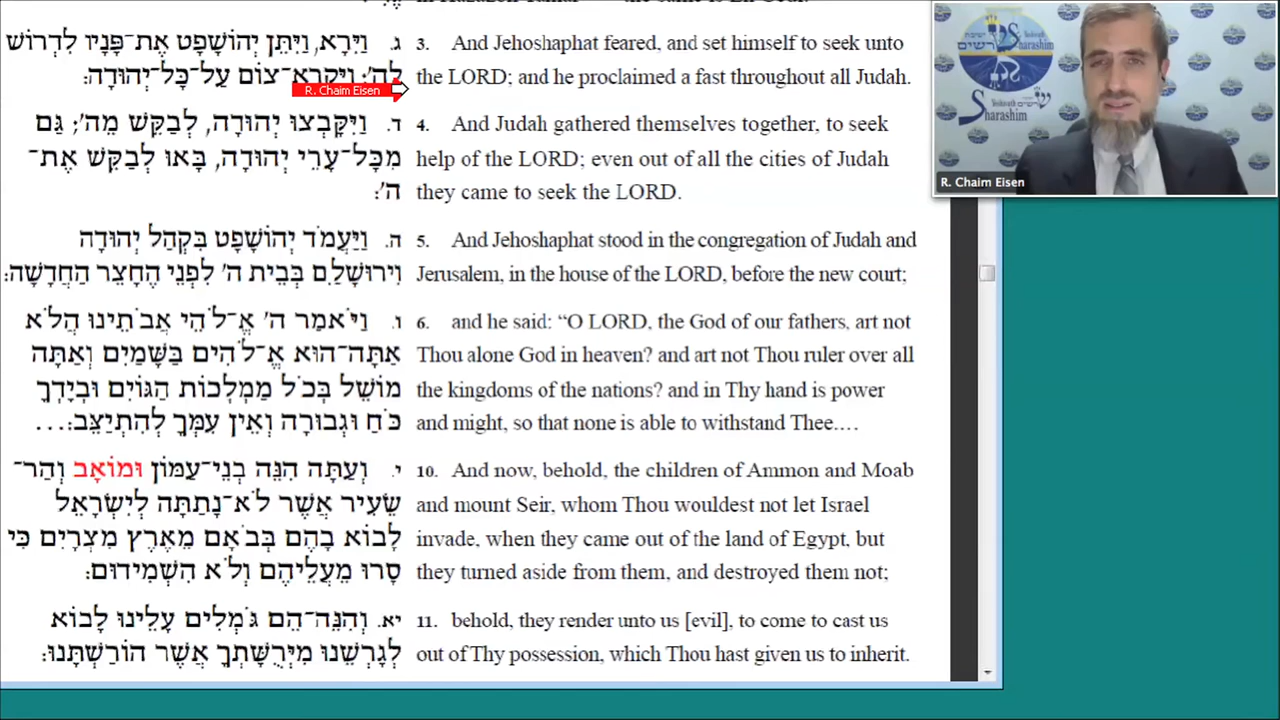 in Hazazon-Tamar—the same is En-Gedi.
ג. וַיִּרָא, וַיִּתֵּן יְהוֹשָׁפָט אֶת־פָּנָיו לִדְרוֹשׁ
לַה'; וַיִּקְרָא־צוֹם עַל־כָּל־יְהוּדָה:
R. Chaim Eisen
ד. וַיִּקָּבְצוּ יְהוּדָה, לְבַקֵּשׁ מֵה'; גַּם
מִכָּל־עָרֵי יְהוּדָה, בָּאוּ לְבַקֵּשׁ אֶת־
ה':
ה. וַיַּעֲמֹד יְהוֹשָׁפָט בִּקְהַל יְהוּדָה
וִירוּשָׁלַםִ בְּבֵית ה' לִפְנֵי הֶחָצֵר הַחֲדָשָׁה:
ו. וַיֹּאמַר ה' אֱ־לֹהֵי אֲבֹתֵינוּ הֲלֹא
אַתָּה־הוּא אֱ־לֹהִים בַּשָּׁמַיִם וְאַתָּה
מוֹשֵׁל בְּכֹל מַמְלְכוֹת הַגּוֹיִם וּבְיָדְךָ
כֹּחַ וּגְבוּרָה וְאֵין עִמְּךָ לְהִתְיַצֵּב:...
י. וְעַתָּה הִנֵּה בְנֵי־עַמּוֹן וּמוֹאָב וְהַר־
שֵׂעִיר אֲשֶׁר לֹא־נָתַתָּה לְיִשְׂרָאֵל
לָבוֹא בָהֶם בְּבֹאָם מֵאֶרֶץ מִצְרָיִם כִּי
סָרוּ מֵעֲלֵיהֶם וְלֹא הִשְׁמִידוּם:
יא. וְהִנֵּה־הֵם גֹּמְלִים עָלֵינוּ לָבוֹא
לְגָרְשֵׁנוּ מִיְּרֻשָּׁתְךָ אֲשֶׁר הוֹרַשְׁתָּנוּ:
3. And Jehoshaphat feared, and set himself to seek unto
the LORD; and he proclaimed a fast throughout all Judah.
4. And Judah gathered themselves together, to seek
help of the LORD; even out of all the cities of Judah
they came to seek the LORD.
5. And Jehoshaphat stood in the congregation of Judah and
Jerusalem, in the house of the LORD, before the new court;
6. and he said: “O LORD, the God of our fathers, art not
Thou alone God in heaven? and art not Thou ruler over all
the kingdoms of the nations? and in Thy hand is power
and might, so that none is able to withstand Thee.…
10. And now, behold, the children of Ammon and Moab
and mount Seir, whom Thou wouldest not let Israel
invade, when they came out of the land of Egypt, but
they turned aside from them, and destroyed them not;
11. behold, they render unto us [evil], to come to cast us
out of Thy possession, which Thou hast given us to inherit.
Yeshivath
Sharashim
ישיבת
שרשים
R. Chaim Eisen